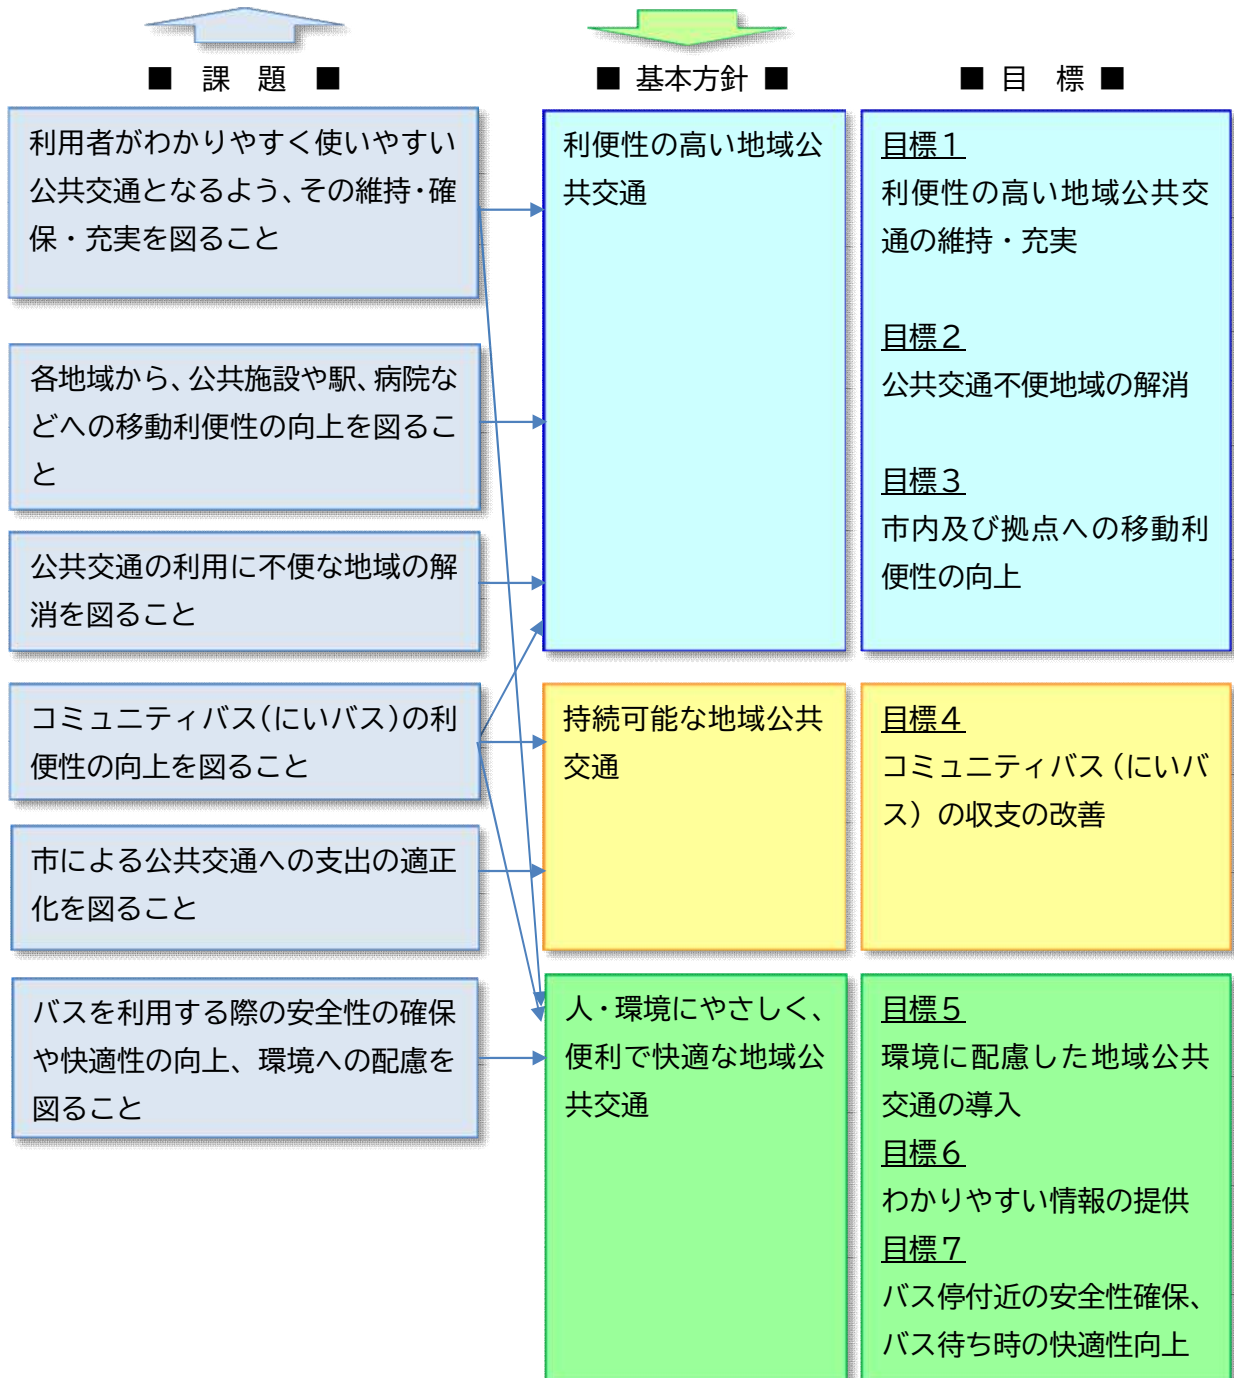 ■ 課 題 ■
利用者がわかりやすく使いやすい
公共交通となるよう、その維持・確
保・充実を図ること
各地域から、公共施設や駅、病院な
どへの移動利便性の向上を図るこ
と
公共交通の利用に不便な地域の解
消を図ること
コミュニティバス(にいバス)の利
便性の向上を図ること
市による公共交通への支出の適正
化を図ること
バスを利用する際の安全性の確保
や快適性の向上、環境への配慮を
図ること
■ 基本方針 ■
利便性の高い地域公
共交通
持続可能な地域公共
交通
人・環境にやさしく、
便利で快適な地域公
共交通
■ 目 標 ■
目標１
利便性の高い地域公共交
通の維持・充実
目標２
公共交通不便地域の解消
目標３
市内及び拠点への移動利
便性の向上
目標４
コミュニティバス（にいバ
ス）の収支の改善
目標５
環境に配慮した地域公共
交通の導入
目標６
わかりやすい情報の提供
目標７
バス停付近の安全性確保、
バス待ち時の快適性向上